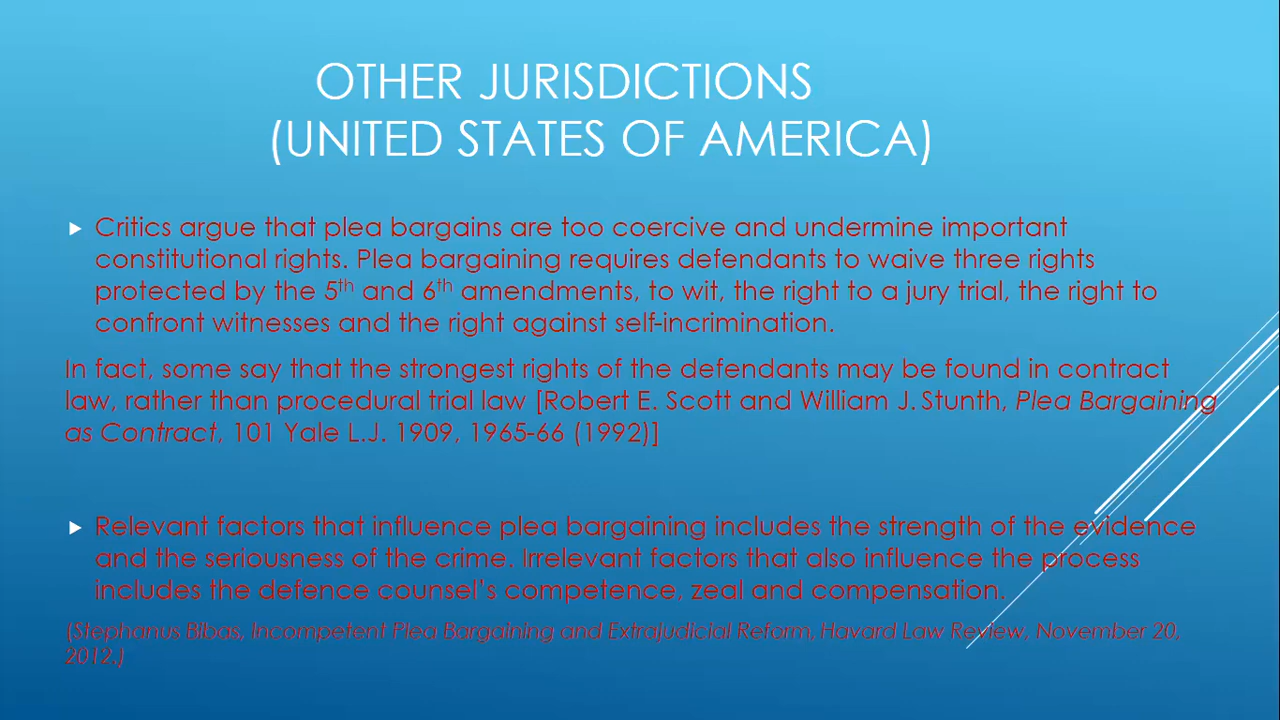 OTHER JURISDICTIONS
(UNITED STATES OF AMERICA)
Critics argue that plea bargains are too coercive and undermine important
constitutional rights. Plea bargaining requires defendants to waive three rights
protected by the 5th and 6th amendments, to wit, the right to a jury trial, the right to
confront witnesses and the right against self-incrimination.
In fact, some say that the strongest rights of the defendants may be found in contract
law, rather than procedural trial law [Robert E. Scott and William J. Stunth, Plea Bargaining
as Contract, 101 Yale L.J. 1909, 1965-66 (1992)]
Relevant factors that influence plea bargaining includes the strength of the evidence
and the seriousness of the crime. Irrelevant factors that also influence the process
includes the defence counsel's competence, zeal and compensation.
(Stephanus Bibas, Incompetent Plea Bargaining and Extrajudicial Reform, Havard Law Review, November 20,
2012.)